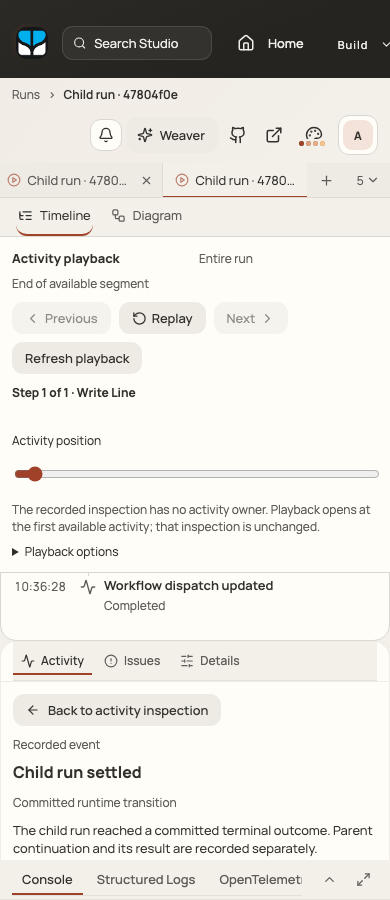 Search Studio
Home
Build
Runs > Child run · 47804f0e
Weaver
A
Child run · 4780... ×
Child run · 4780...
+
5
Timeline
Diagram
Activity playback
Entire run
End of available segment
Previous
Replay
Next
Refresh playback
Step 1 of 1 · Write Line
Activity position
The recorded inspection has no activity owner. Playback opens at
the first available activity; that inspection is unchanged.
Playback options
10:36:28
Workflow dispatch updated
Completed
Activity
Issues
Details
Back to activity inspection
Recorded event
Child run settled
Committed runtime transition
The child run reached a committed terminal outcome. Parent
continuation and its result are recorded separately.
Console
Structured Logs
OpenTelemet